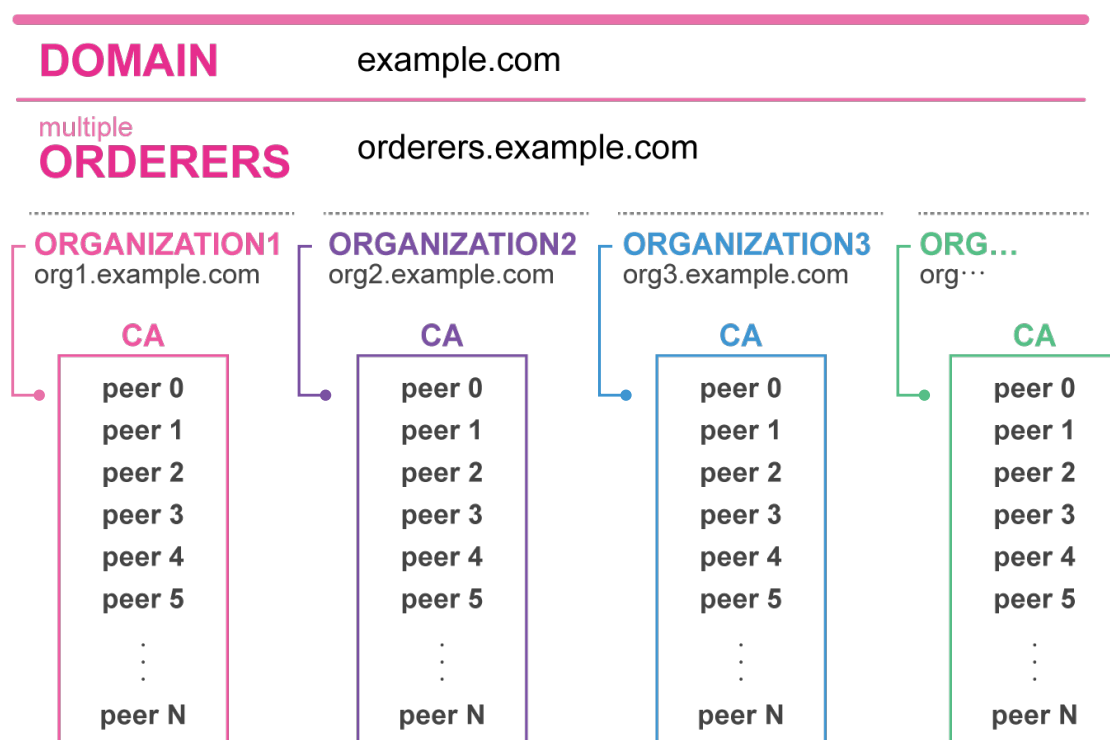 DOMAIN
example.com
multiple
ORDERERS
orderers.example.com
ORGANIZATION1
org1.example.com
CA
peer 0
peer 1
peer 2
peer 3
peer 4
peer 5
peer N
ORGANIZATION2
org2.example.com
CA
peer 0
peer 1
peer 2
peer 3
peer 4
peer 5
peer N
ORGANIZATION3
org3.example.com
CA
peer 0
peer 1
peer 2
peer 3
peer 4
peer 5
peer N
ORG...
org···
CA
peer 0
peer 1
peer 2
peer 3
peer 4
peer 5
peer N